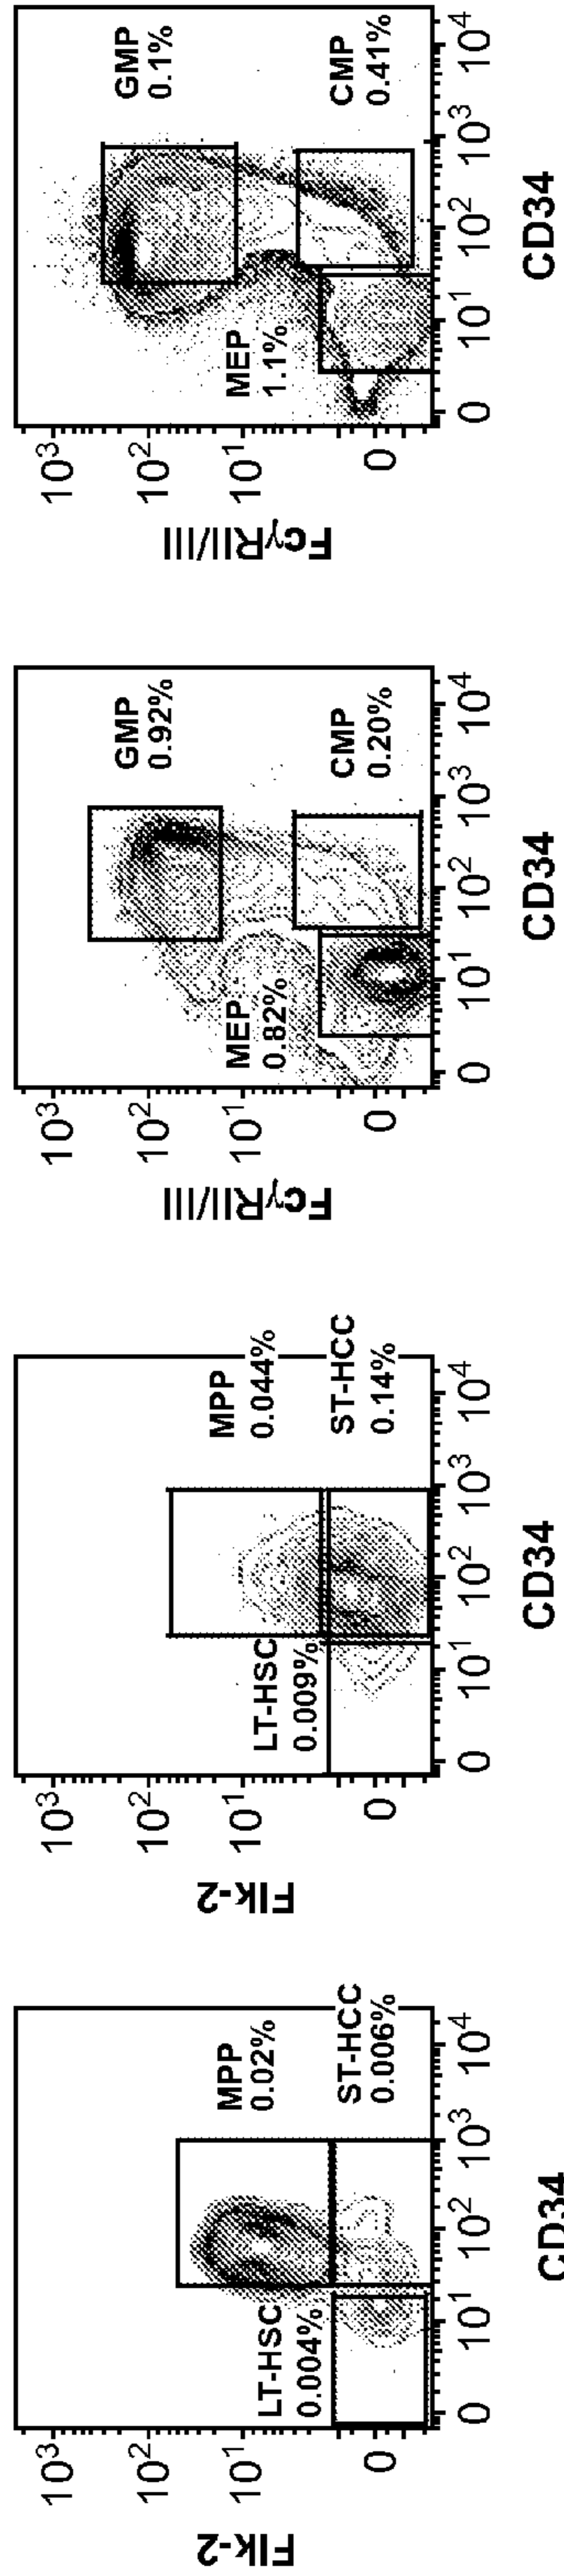 Flk-2
10³
10²
10¹
0
LT-HSC
0.004%
MPP
0.02%
ST-HCC
0.006%
0 10¹ 10² 10³ 10⁴
CD34
Flk-2
10³
10²
10¹
0
LT-HSC
0.009%
MPP
0.044%
ST-HCC
0.14%
0 10¹ 10² 10³ 10⁴
CD34
FcγRII/III
10³
10²
10¹
0
MEP
0.82%
GMP
0.92%
CMP
0.20%
0 10¹ 10² 10³ 10⁴
CD34
FcγRII/III
10³
10²
10¹
0
MEP
1.1%
GMP
0.1%
CMP
0.41%
0 10¹ 10² 10³ 10⁴
CD34